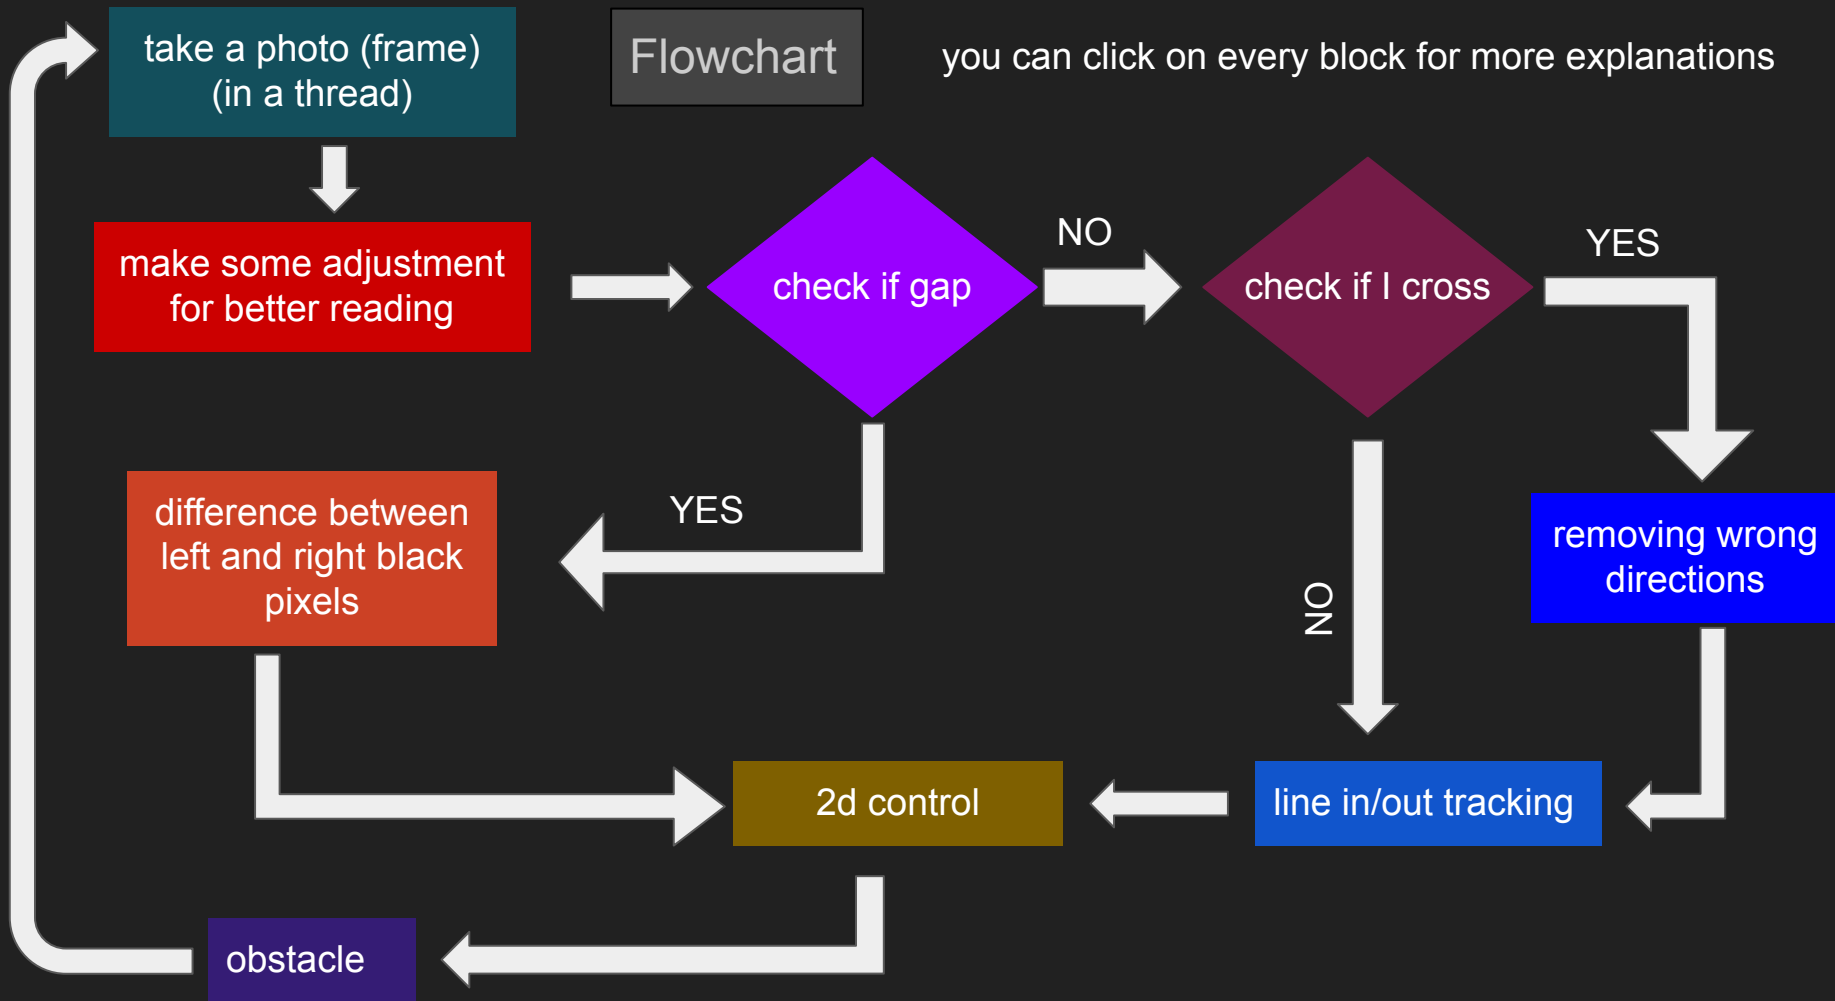 take a photo (frame)
(in a thread)
Flowchart
you can click on every block for more explanations
make some adjustment
for better reading
check if gap
NO
check if I cross
YES
difference between
left and right black
pixels
YES
NO
removing wrong
directions
2d control
line in/out tracking
obstacle